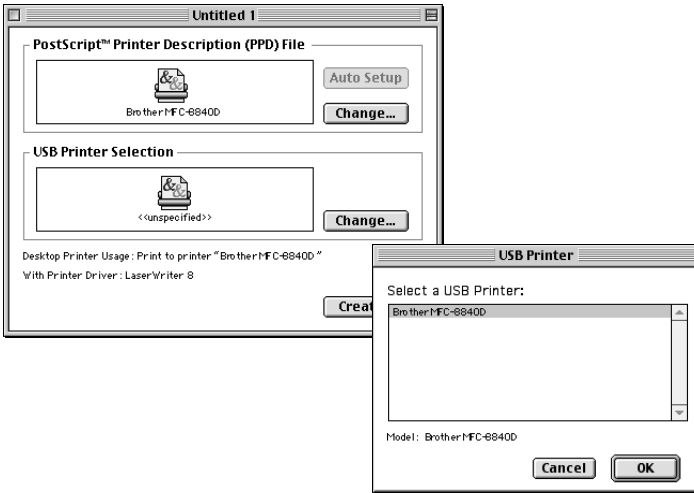 Untitled 1
PostScript™ Printer Description (PPD) File
Auto Setup
Brother MFC-8840D
Change...
USB Printer Selection
<<unspecified>>
Change...
Desktop Printer Usage: Print to printer "Brother MFC-8840D"
With Printer Driver: LaserWriter 8
Creat
USB Printer
Select a USB Printer:
Brother MFC-8840D
Model: Brother MFC-8840D
Cancel
OK